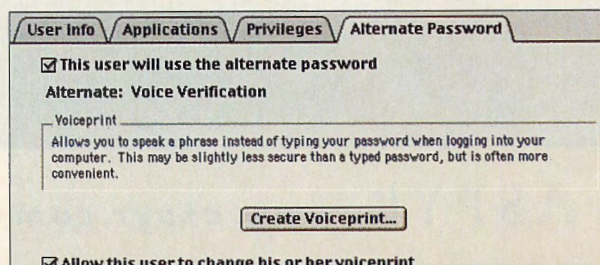 User Info Applications Privileges Alternate Password
This user will use the alternate password
Alternate: Voice Verification
Voiceprint
Allows you to speak a phrase instead of typing your password when logging into your
computer. This may be slightly less secure than a typed password, but is often more
convenient.
Create Voiceprint...
Allow this user to change his or her voiceprint